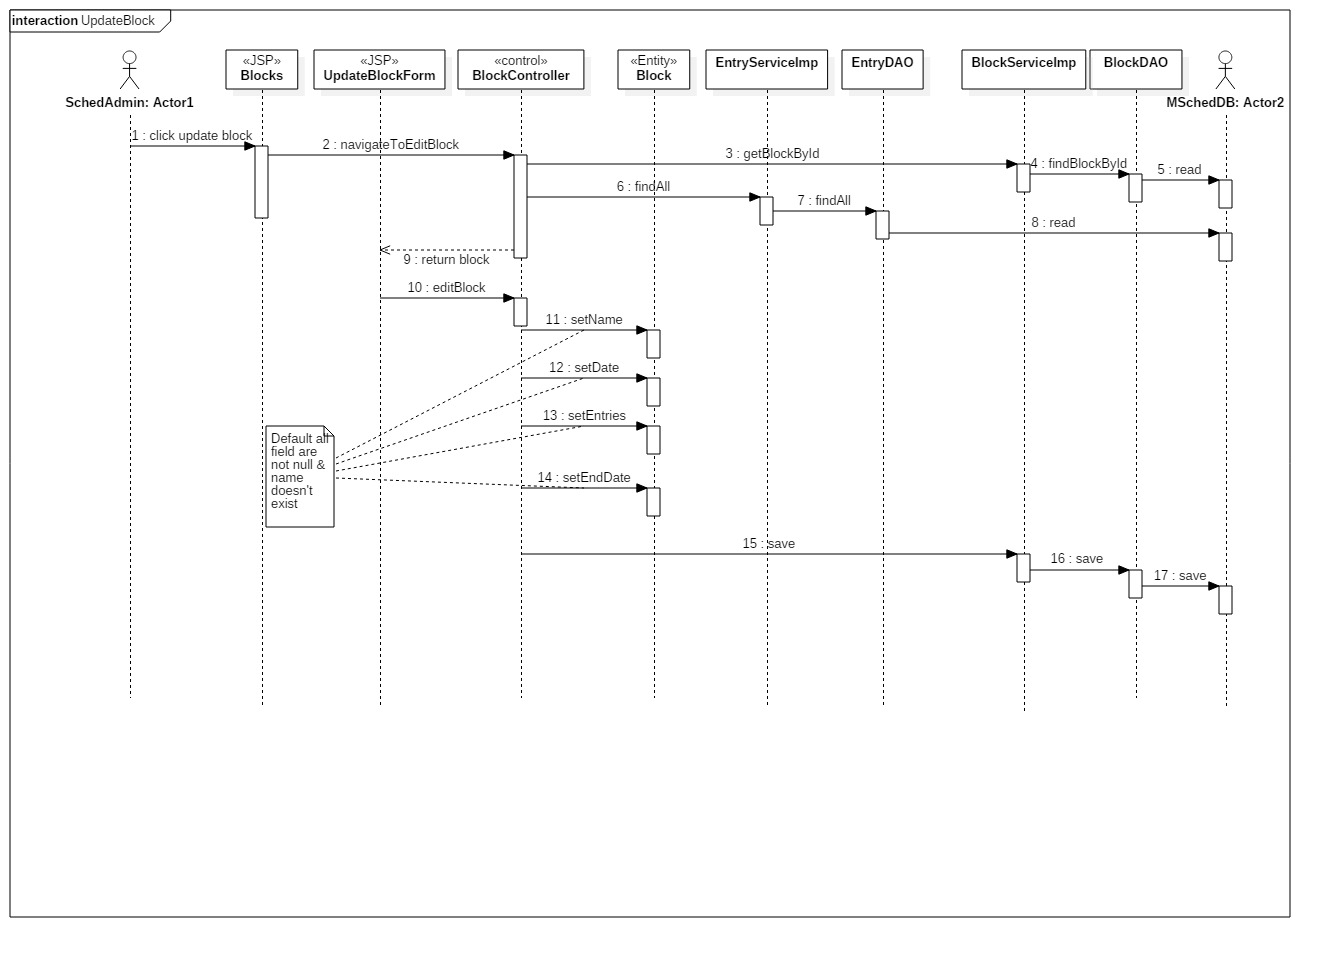 interaction UpdateBlock
«JSP»
Blocks
«JSP»
UpdateBlockForm
«control»
BlockController
«Entity»
Block
EntryServiceImp
EntryDAO
BlockServiceImp
BlockDAO
SchedAdmin: Actor1
MSchedDB: Actor2
1 : click update block
2 : navigateToEditBlock
3 : getBlockById
4 : findBlockById
5 : read
6 : findAll
7 : findAll
8 : read
9 : return block
10 : editBlock
11 : setName
12 : setDate
13 : setEntries
14 : setEndDate
Default all
field are
not null &
name
doesn't
exist
15 : save
16 : save
17 : save